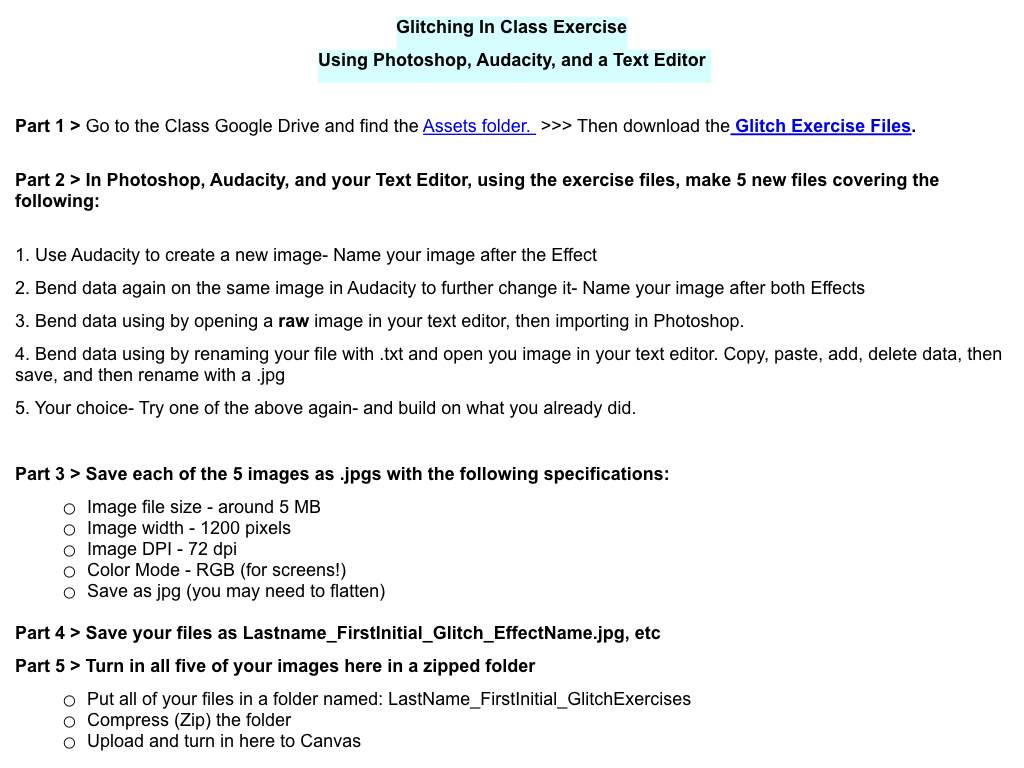 Glitching In Class Exercise
Using Photoshop, Audacity, and a Text Editor
Part 1 > Go to the Class Google Drive and find the Assets folder.  >>> Then download the Glitch Exercise Files.
Part 2 > In Photoshop, Audacity, and your Text Editor, using the exercise files, make 5 new files covering the
following:
1. Use Audacity to create a new image- Name your image after the Effect
2. Bend data again on the same image in Audacity to further change it- Name your image after both Effects
3. Bend data using by opening a raw image in your text editor, then importing in Photoshop.
4. Bend data using by renaming your file with .txt and open you image in your text editor. Copy, paste, add, delete data, then
save, and then rename with a .jpg
5. Your choice- Try one of the above again- and build on what you already did.
Part 3 > Save each of the 5 images as .jpgs with the following specifications:
○ Image file size - around 5 MB
○ Image width - 1200 pixels
○ Image DPI - 72 dpi
○ Color Mode - RGB (for screens!)
○ Save as jpg (you may need to flatten)
Part 4 > Save your files as Lastname_FirstInitial_Glitch_EffectName.jpg, etc
Part 5 > Turn in all five of your images here in a zipped folder
○ Put all of your files in a folder named: LastName_FirstInitial_GlitchExercises
○ Compress (Zip) the folder
○ Upload and turn in here to Canvas